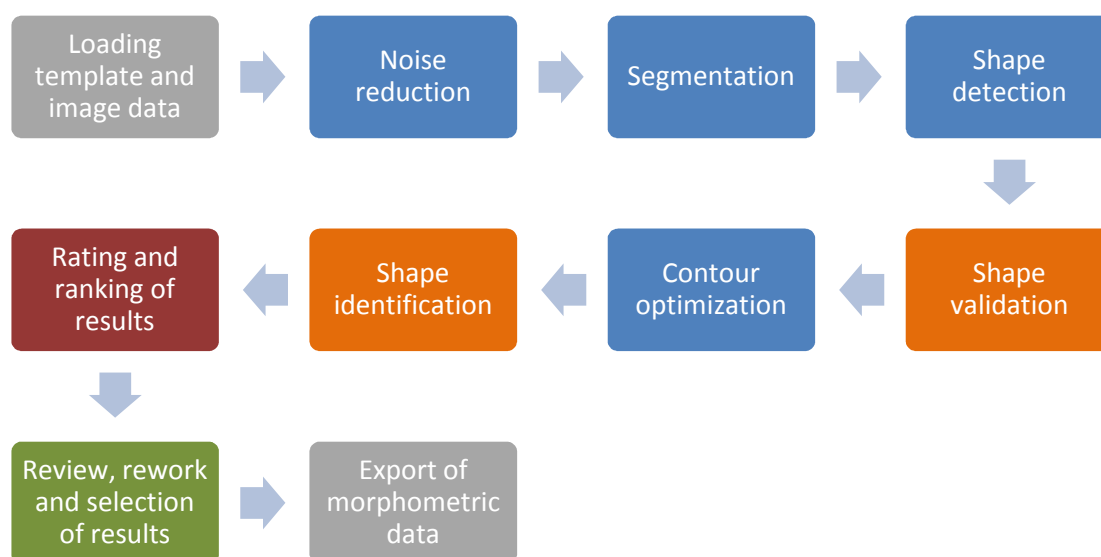 Loading
template and
image data
Noise
reduction
Segmentation
Shape
detection
Shape
validation
Contour
optimization
Shape
identification
Rating and
ranking of
results
Review, rework
and selection
of results
Export of
morphometric
data